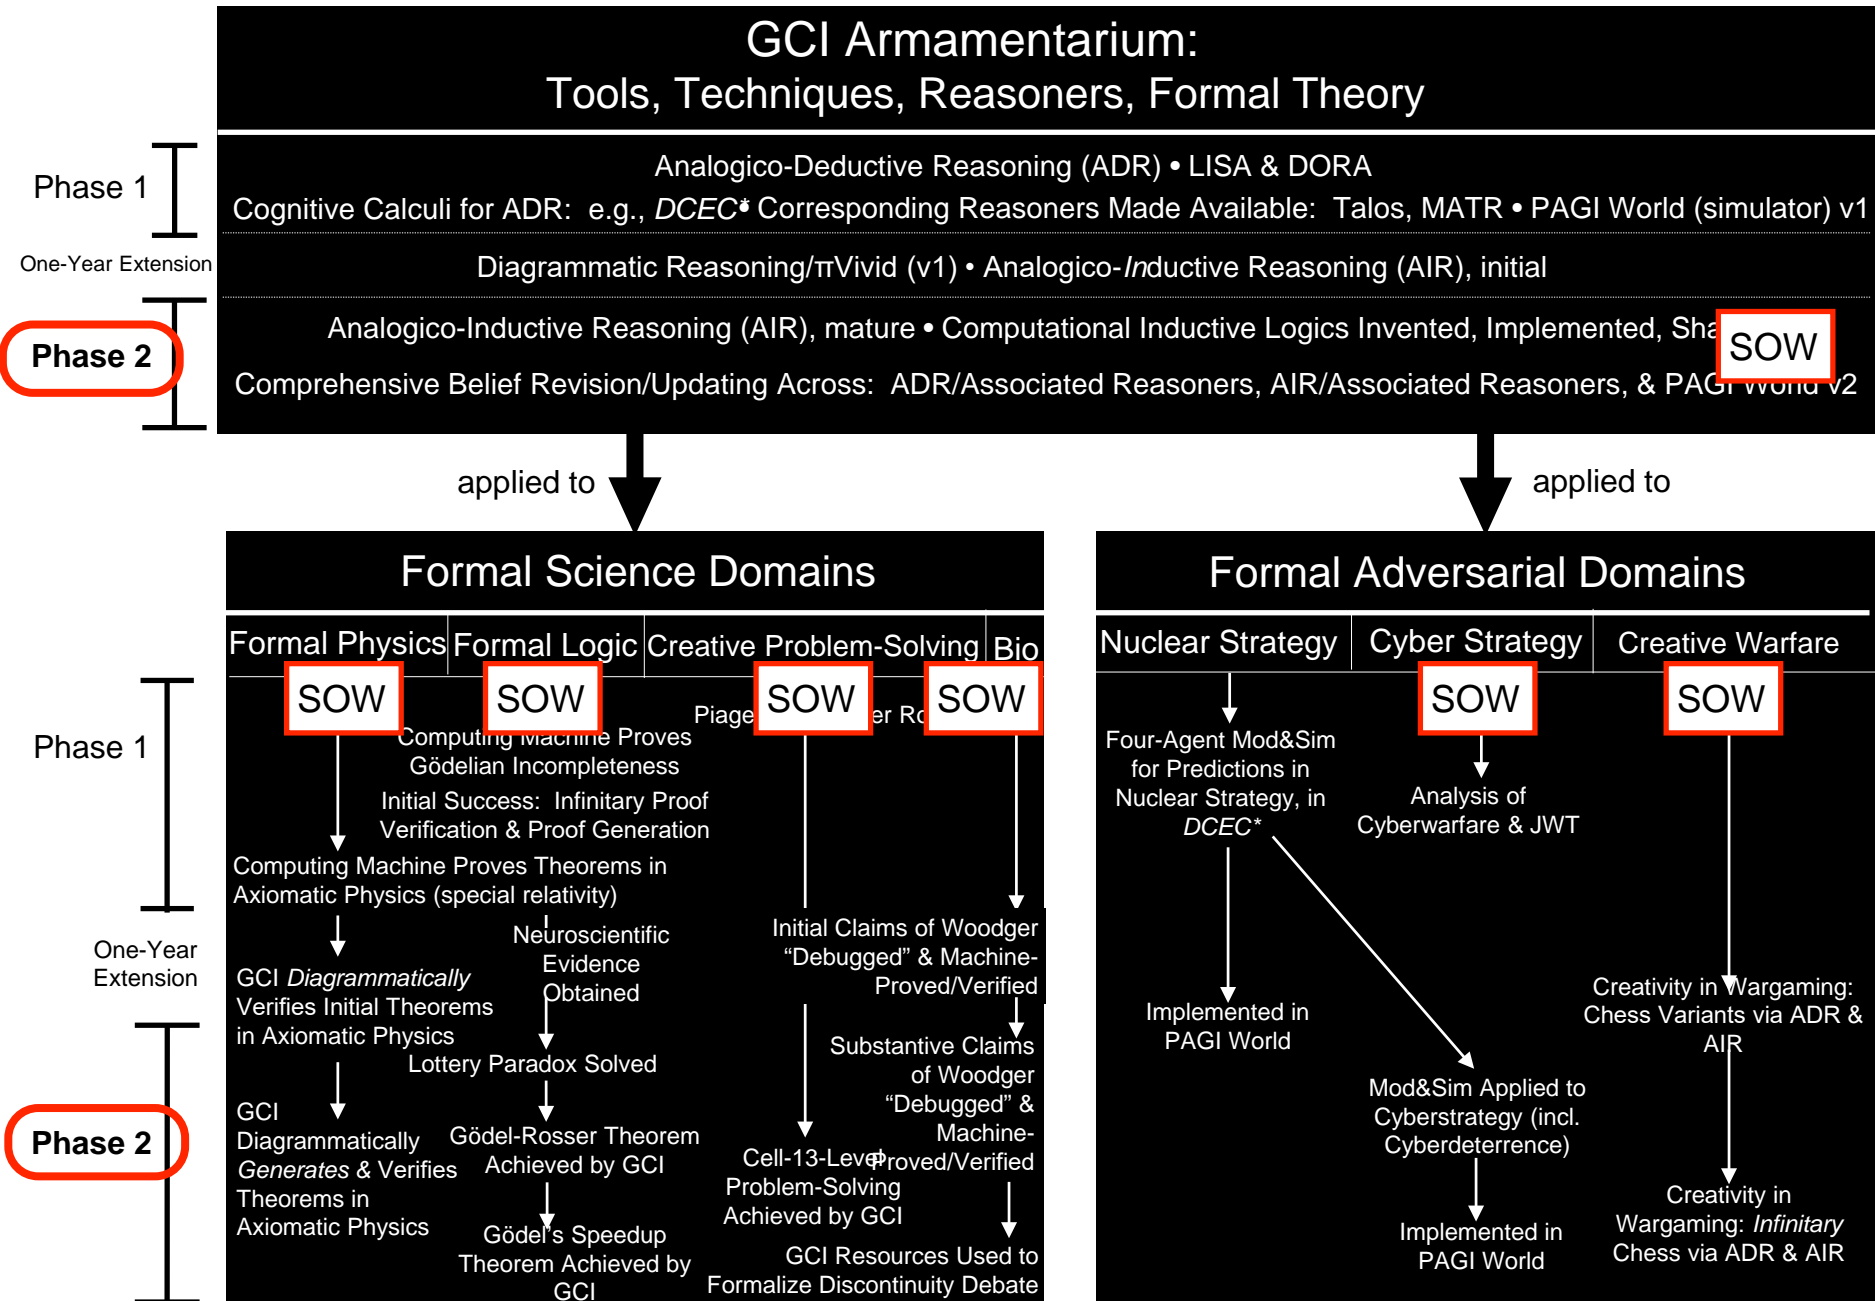 GCI Armamentarium:
Tools, Techniques, Reasoners, Formal Theory
Phase 1
Analogico-Deductive Reasoning (ADR) • LISA & DORA
Cognitive Calculi for ADR:  e.g., DCEC* • Corresponding Reasoners Made Available:  Talos, MATR • PAGI World (simulator) v1
One-Year Extension
Diagrammatic Reasoning/πVivid (v1) • Analogico-Inductive Reasoning (AIR), initial
Phase 2
Analogico-Inductive Reasoning (AIR), mature • Computational Inductive Logics Invented, Implemented,
SOW
Comprehensive Belief Revision/Updating Across:  ADR/Associated Reasoners, AIR/Associated Reasoners, & PAGI World v2
applied to
applied to
Formal Science Domains
Formal Physics
Formal Logic
Creative Problem-Solving
Bio
SOW
SOW
SOW
SOW
Phase 1
Computing Machine Proves
Gödelian Incompleteness
Initial Success:  Infinitary Proof
Verification & Proof Generation
Computing Machine Proves Theorems in
Axiomatic Physics (special relativity)
One-Year
Extension
Neuroscientific
Evidence
Obtained
Initial Claims of Woodger
“Debugged” & Machine-
Proved/Verified
GCI Diagrammatically
Verifies Initial Theorems
in Axiomatic Physics
Phase 2
Lottery Paradox Solved
Substantive Claims
of Woodger
“Debugged” &
Machine-
Proved/Verified
GCI
Diagrammatically
Generates & Verifies
Theorems in
Axiomatic Physics
Gödel-Rosser Theorem
Achieved by GCI
Cell-13-Level
Problem-Solving
Achieved by GCI
Gödel’s Speedup
Theorem Achieved by
GCI
GCI Resources Used to
Formalize Discontinuity Debate
Formal Adversarial Domains
Nuclear Strategy
Cyber Strategy
Creative Warfare
SOW
SOW
Four-Agent Mod&Sim
for Predictions in
Nuclear Strategy, in
DCEC*
Analysis of
Cyberwarfare & JWT
Implemented in
PAGI World
Creativity in Wargaming:
Chess Variants via ADR &
AIR
Mod&Sim Applied to
Cyberstrategy (incl.
Cyberdeterrence)
Implemented in
PAGI World
Creativity in
Wargaming: Infinitary
Chess via ADR & AIR